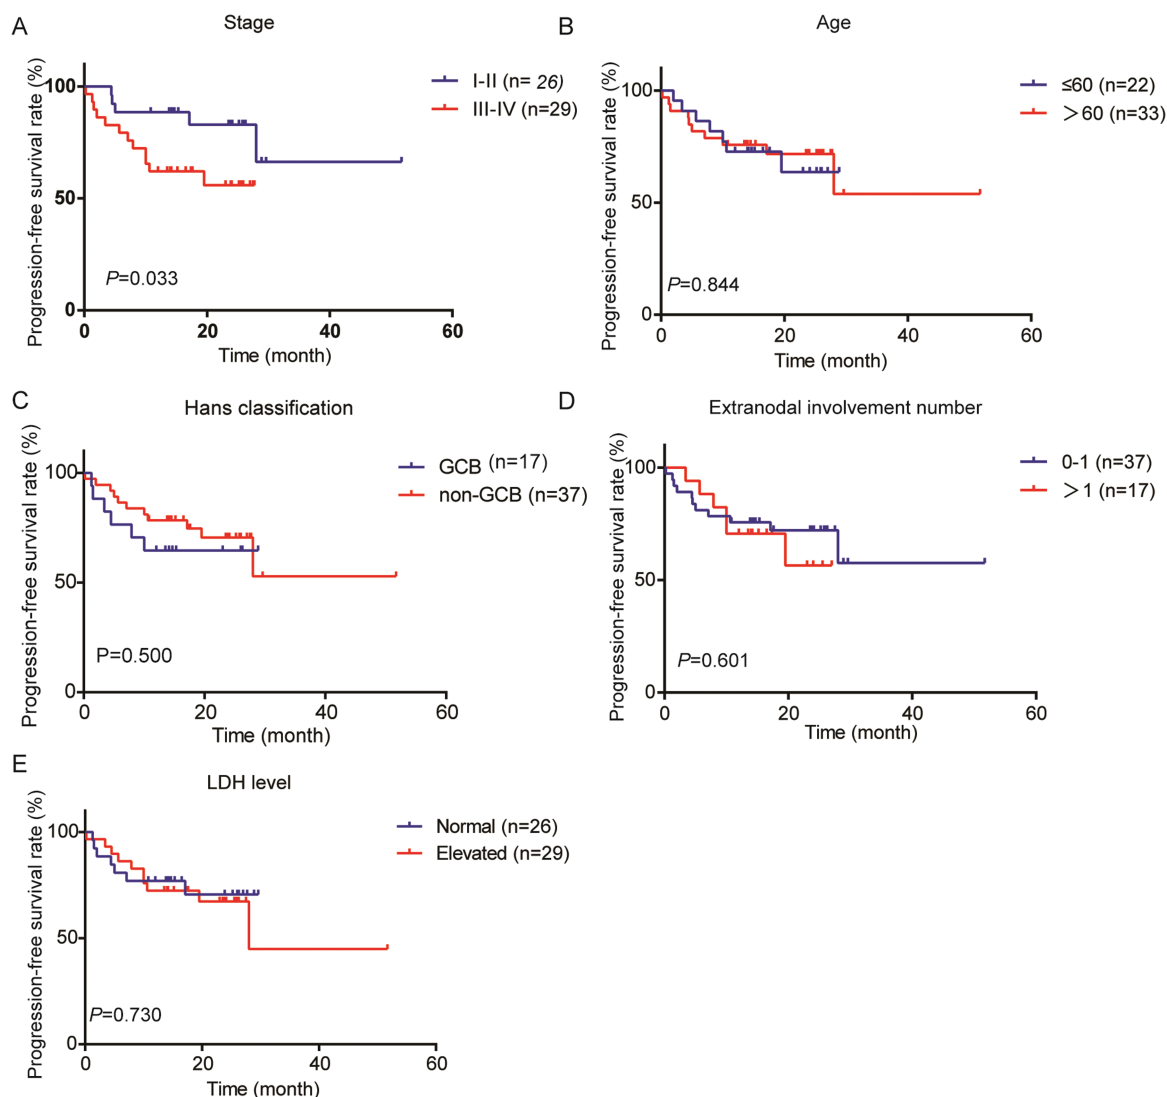 A
Stage
Progression-free survival rate (%)
100
50
0
I-II (n= 26)
III-IV (n=29)
P=0.033
0 20 40 60
Time (month)
B
Age
Progression-free survival rate (%)
100
50
0
≤60 (n=22)
＞60 (n=33)
P=0.844
0 20 40 60
Time (month)
C
Hans classification
Progression-free survival rate (%)
100
50
0
GCB (n=17)
non-GCB (n=37)
P=0.500
0 20 40 60
Time (month)
D
Extranodal involvement number
Progression-free survival rate (%)
100
50
0
0-1 (n=37)
＞1 (n=17)
P=0.601
0 20 40 60
Time (month)
E
LDH level
Progression-free survival rate (%)
100
50
0
Normal (n=26)
Elevated (n=29)
P=0.730
0 20 40 60
Time (month)